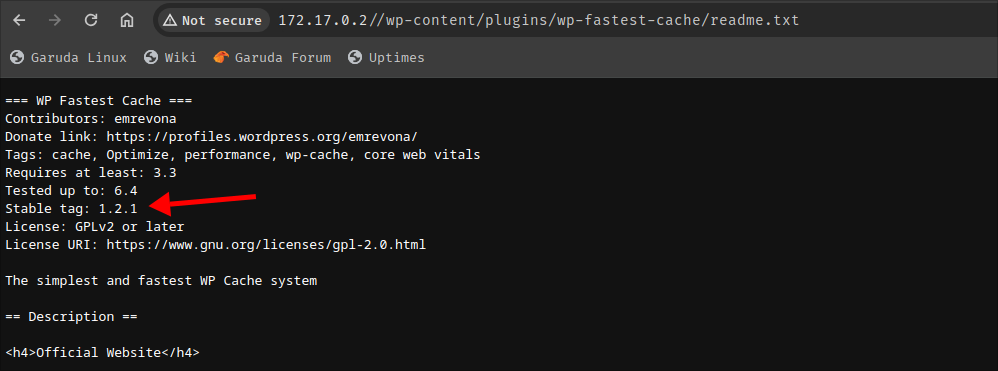 Not secure 172.17.0.2//wp-content/plugins/wp-fastest-cache/readme.txt
Garuda Linux Wiki Garuda Forum Uptimes
=== WP Fastest Cache ===
Contributors: emrevona
Donate link: https://profiles.wordpress.org/emrevona/
Tags: cache, Optimize, performance, wp-cache, core web vitals
Requires at least: 3.3
Tested up to: 6.4
Stable tag: 1.2.1
License: GPLv2 or later
License URI: https://www.gnu.org/licenses/gpl-2.0.html
The simplest and fastest WP Cache system
== Description ==
<h4>Official Website</h4>